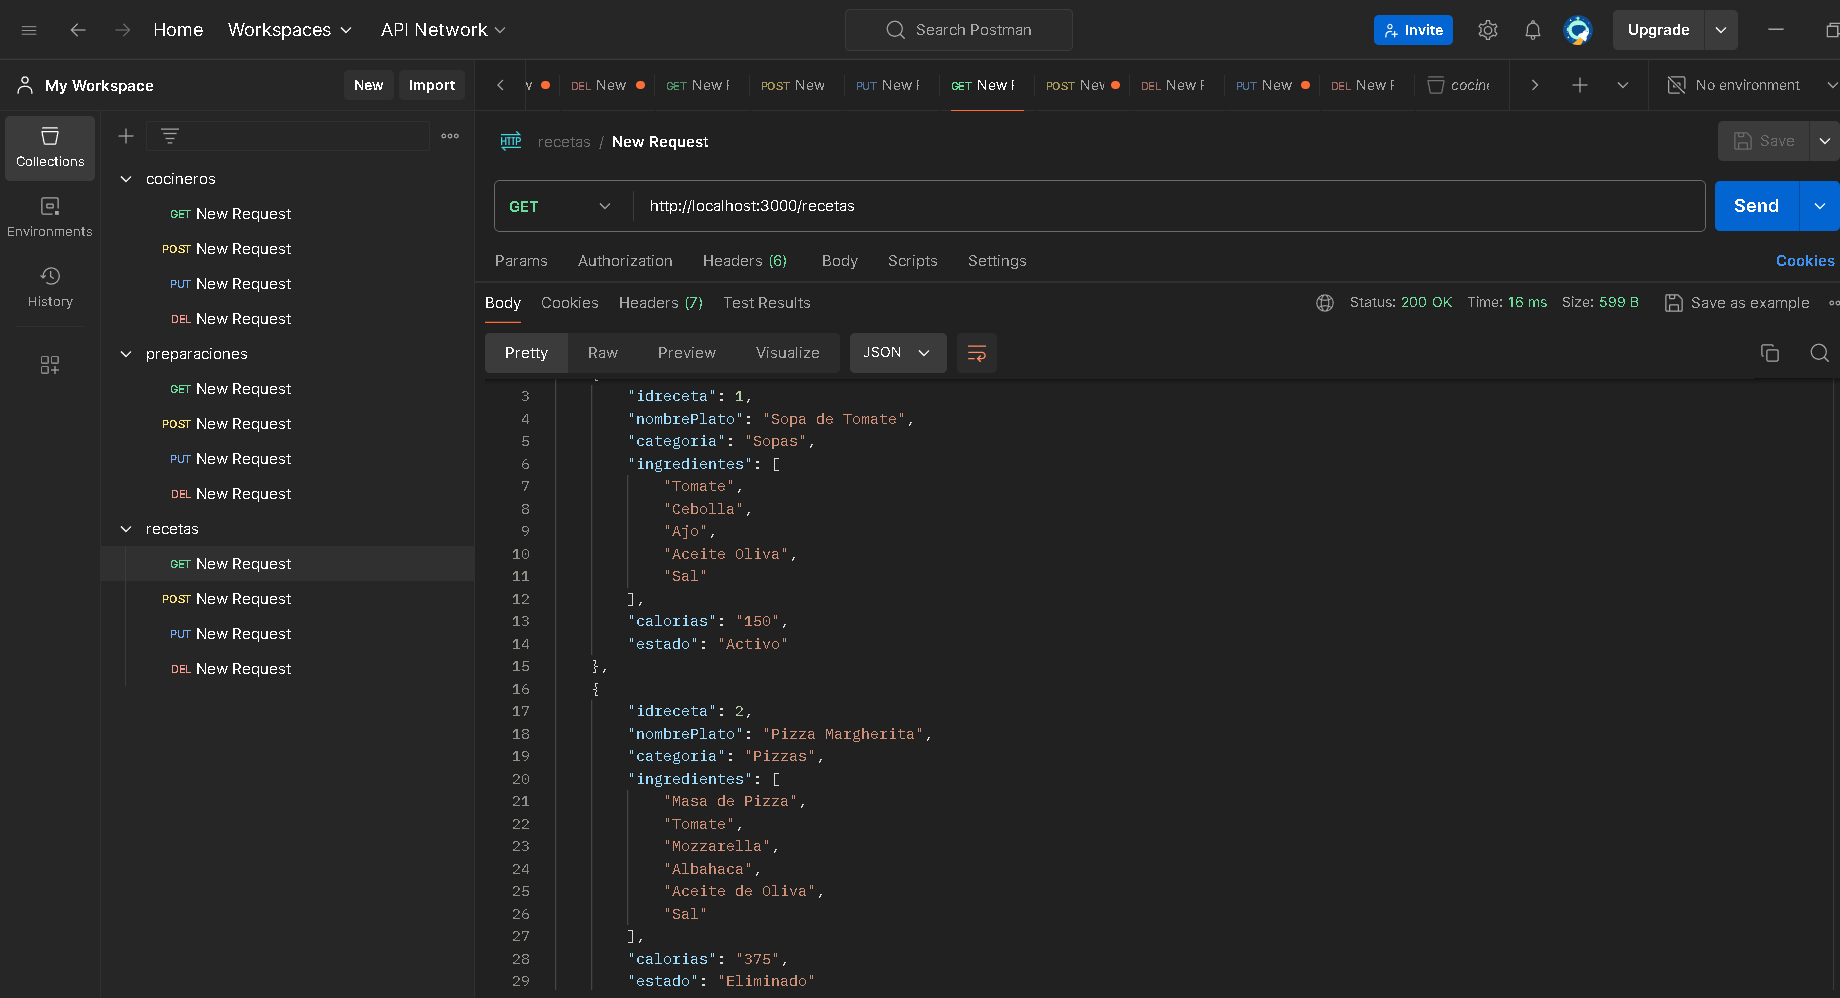 Home Workspaces API Network Search Postman Invite Upgrade
My Workspace New Import
DEL New GET New POST New PUT New GET New POST Nev DEL New PUT New DEL New cocin No environment
Collections
Environments
History
cocineros
GET New Request
POST New Request
PUT New Request
DEL New Request
preparaciones
GET New Request
POST New Request
PUT New Request
DEL New Request
recetas
GET New Request
POST New Request
PUT New Request
DEL New Request
HTTP recetas / New Request Save
GET http://localhost:3000/recetas Send
Params Authorization Headers (6) Body Scripts Settings Cookies
Body Cookies Headers (7) Test Results Status: 200 OK Time: 16 ms Size: 599 B Save as example
Pretty Raw Preview Visualize JSON
3 "idreceta": 1,
4 "nombrePlato": "Sopa de Tomate",
5 "categoria": "Sopas",
6 "ingredientes": [
7 "Tomate",
8 "Cebolla",
9 "Ajo",
10 "Aceite Oliva",
11 "Sal"
12 ],
13 "calorias": "150",
14 "estado": "Activo"
15 },
16 {
17 "idreceta": 2,
18 "nombrePlato": "Pizza Margherita",
19 "categoria": "Pizzas",
20 "ingredientes": [
21 "Masa de Pizza",
22 "Tomate",
23 "Mozzarella",
24 "Albahaca",
25 "Aceite de Oliva",
26 "Sal"
27 ],
28 "calorias": "375",
29 "estado": "Eliminado"